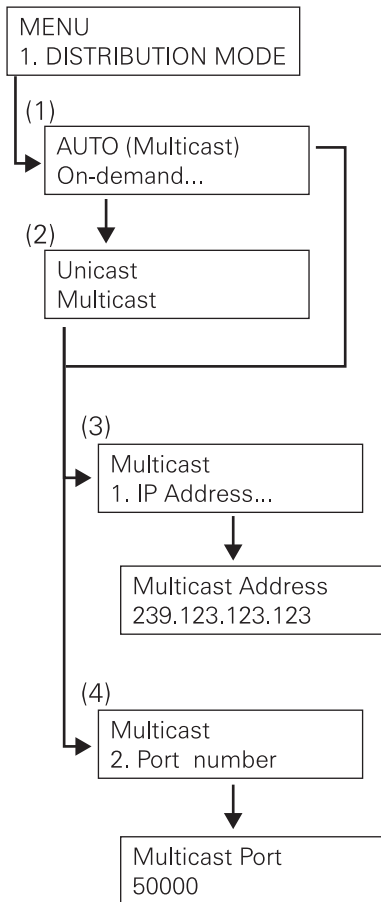 MENU
1. DISTRIBUTION MODE
(1)
AUTO (Multicast)
On-demand...
(2)
Unicast
Multicast
(3)
Multicast
1. IP Address...
Multicast Address
239.123.123.123
(4)
Multicast
2. Port number
Multicast Port
50000